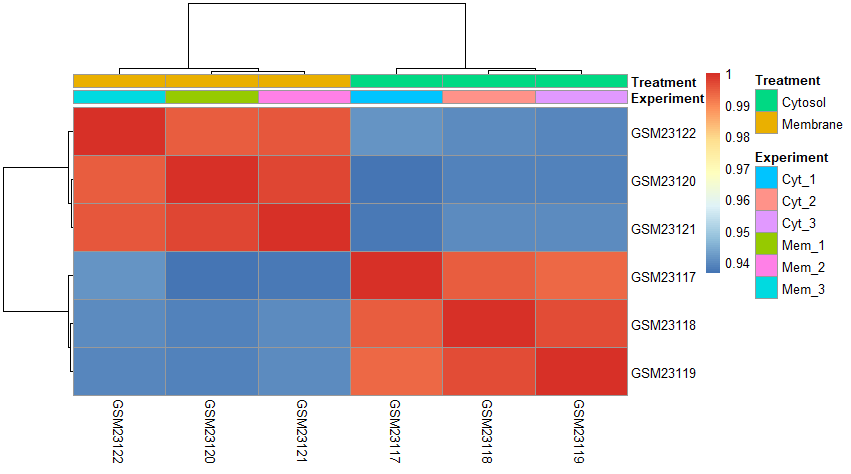 Treatment
Experiment
GSM23122
GSM23120
GSM23121
GSM23117
GSM23118
GSM23119
GSM23122
GSM23120
GSM23121
GSM23117
GSM23118
GSM23119
1
0.99
0.98
0.97
0.96
0.95
0.94
Treatment
Cytosol
Membrane
Experiment
Cyt_1
Cyt_2
Cyt_3
Mem_1
Mem_2
Mem_3